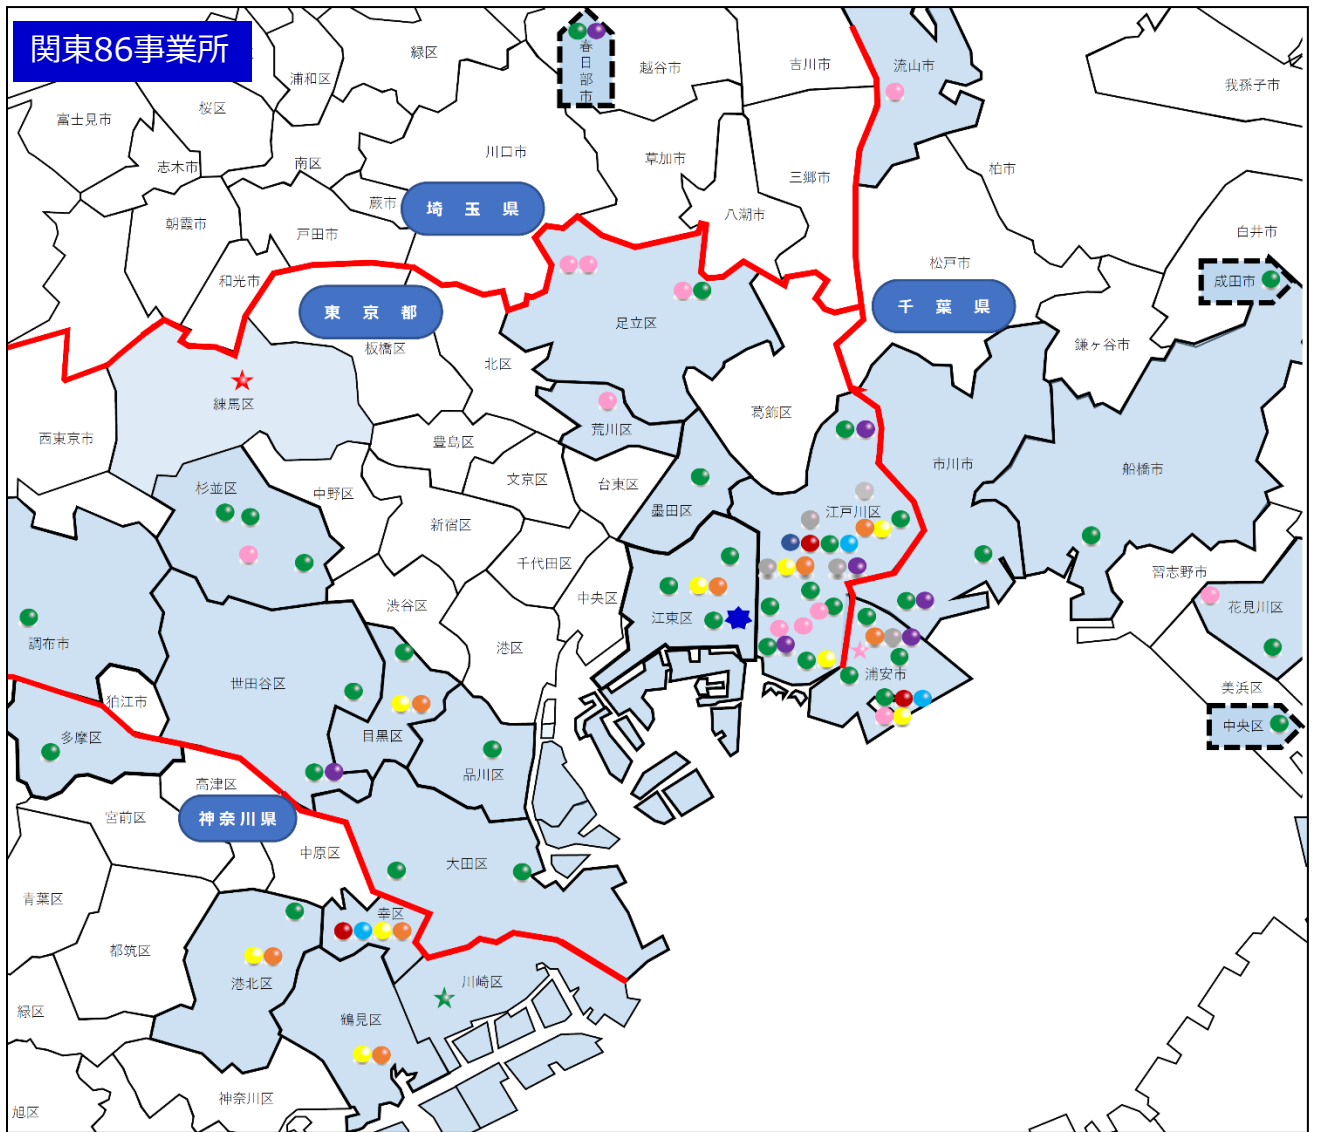 関東86事業所
緑区
浦和区
桜区
富士見市
志木市
南区
蕨市
朝霞市
戸田市
和光市
川口市
春日部市
越谷市
吉川市
流山市
我孫子市
草加市
三郷市
八潮市
柏市
白井市
松戸市
成田市
鎌ヶ谷市
埼玉県
東京都
千葉県
板橋区
北区
足立区
練馬区
西東京市
豊島区
荒川区
葛飾区
市川市
船橋市
文京区
台東区
杉並区
中野区
新宿区
墨田区
江戸川区
千代田区
中央区
渋谷区
港区
江東区
習志野市
花見川区
調布市
世田谷区
狛江市
浦安市
美浜区
中央区
多摩区
目黒区
品川区
高津区
神奈川県
宮前区
中原区
大田区
青葉区
幸区
都筑区
港北区
川崎区
緑区
鶴見区
神奈川区
旭区